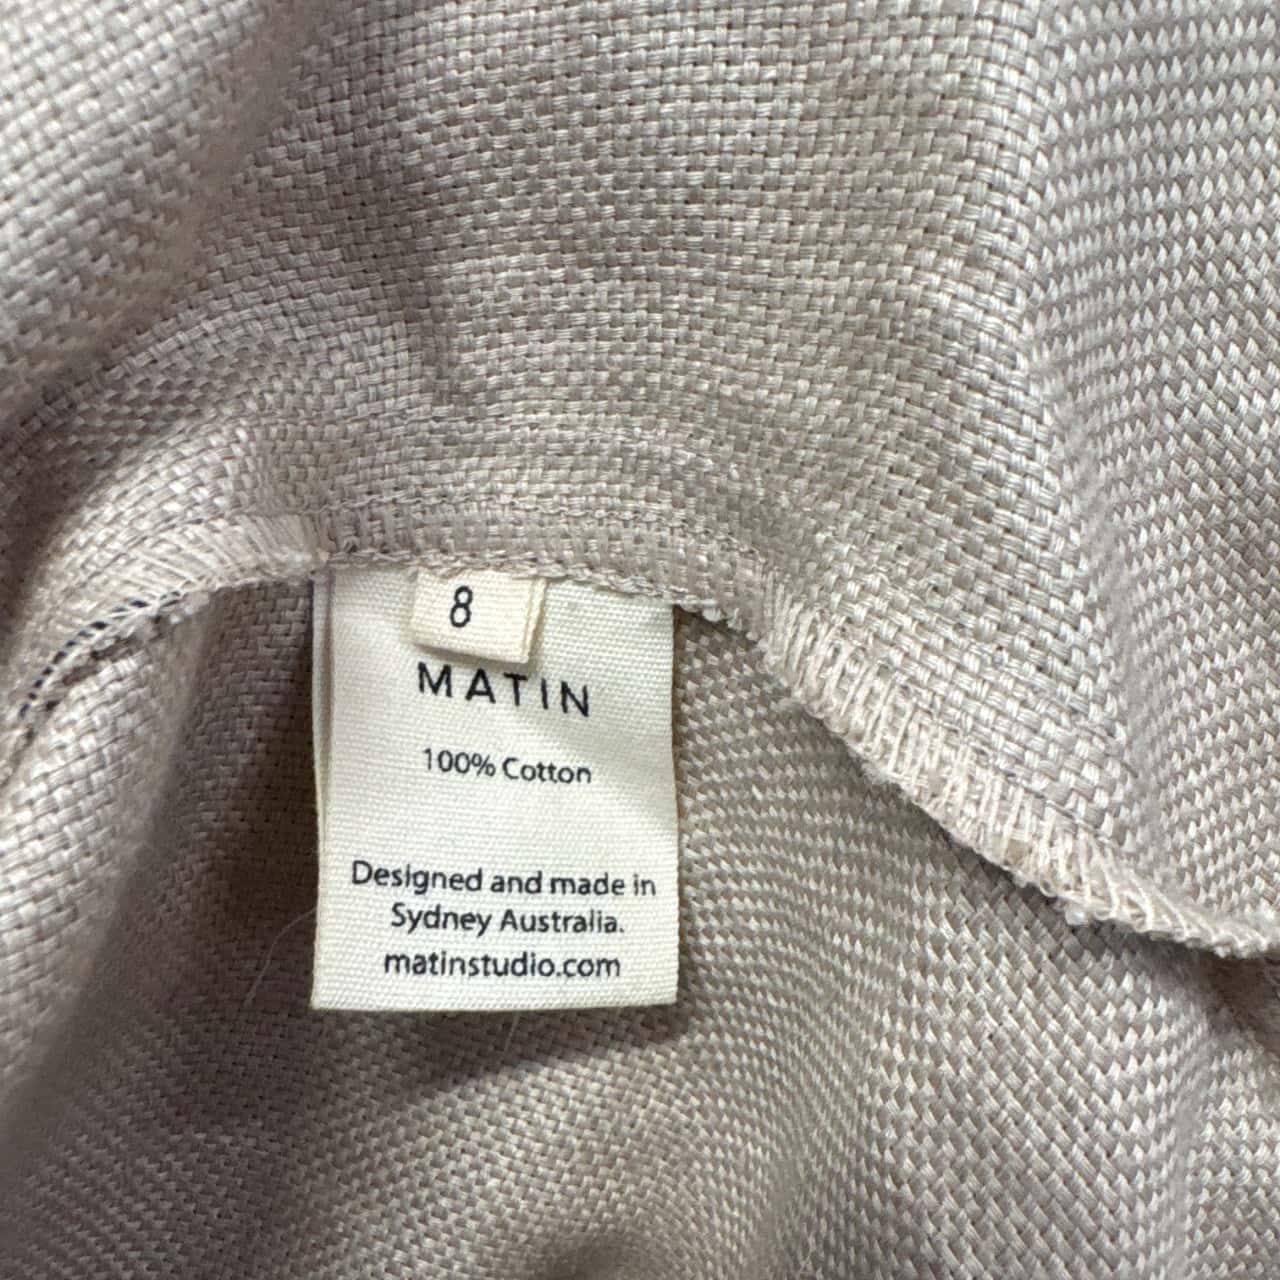 8
MATIN
100% Cotton
Designed and made in
Sydney Australia.
matinstudio.com